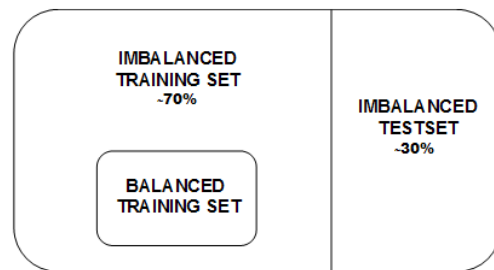 IMBALANCED
TRAINING SET
~70%
BALANCED
TRAINING SET
IMBALANCED
TESTSET
~30%